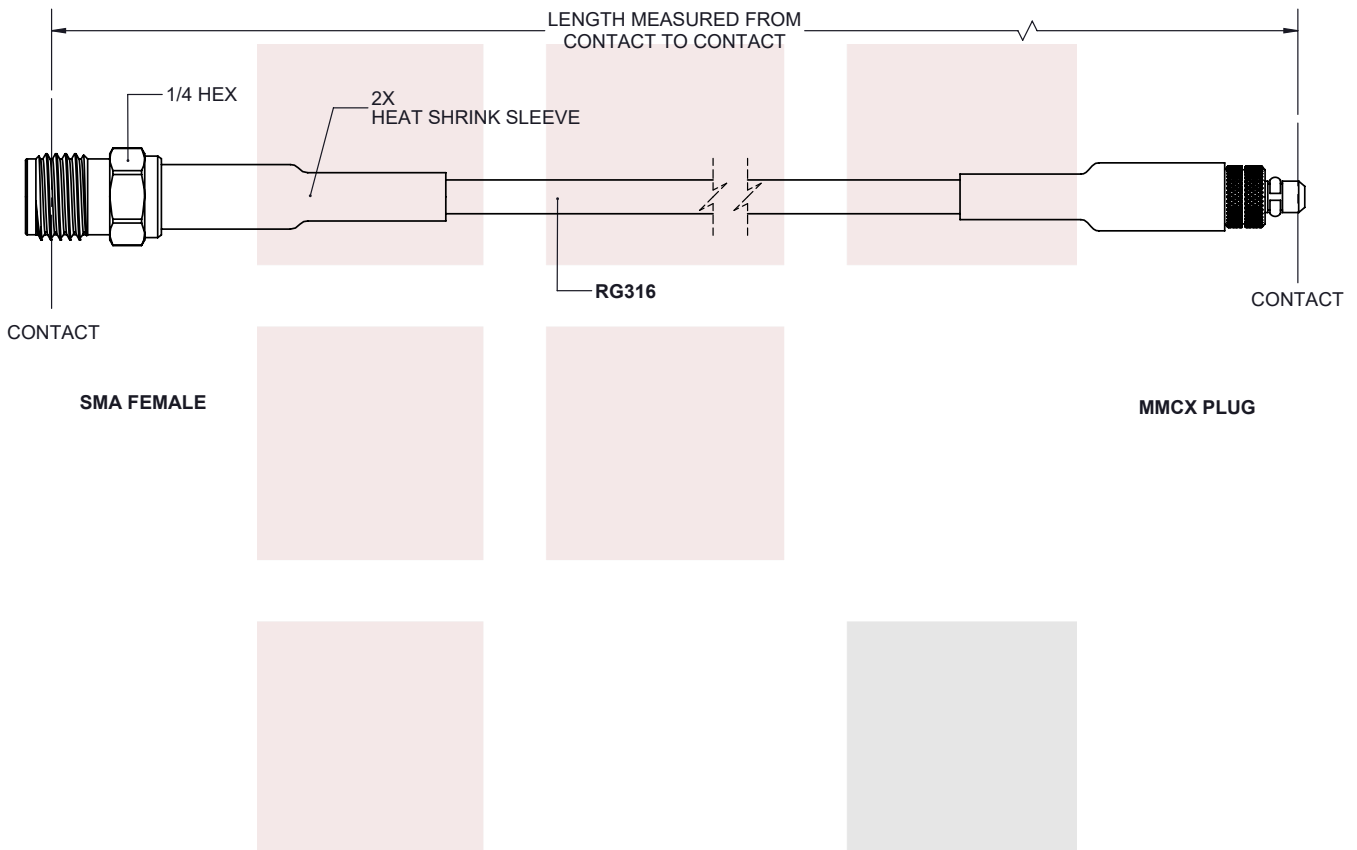 LENGTH MEASURED FROM
CONTACT TO CONTACT
1/4 HEX
2X
HEAT SHRINK SLEEVE
RG316
CONTACT
CONTACT
SMA FEMALE
MMCX PLUG